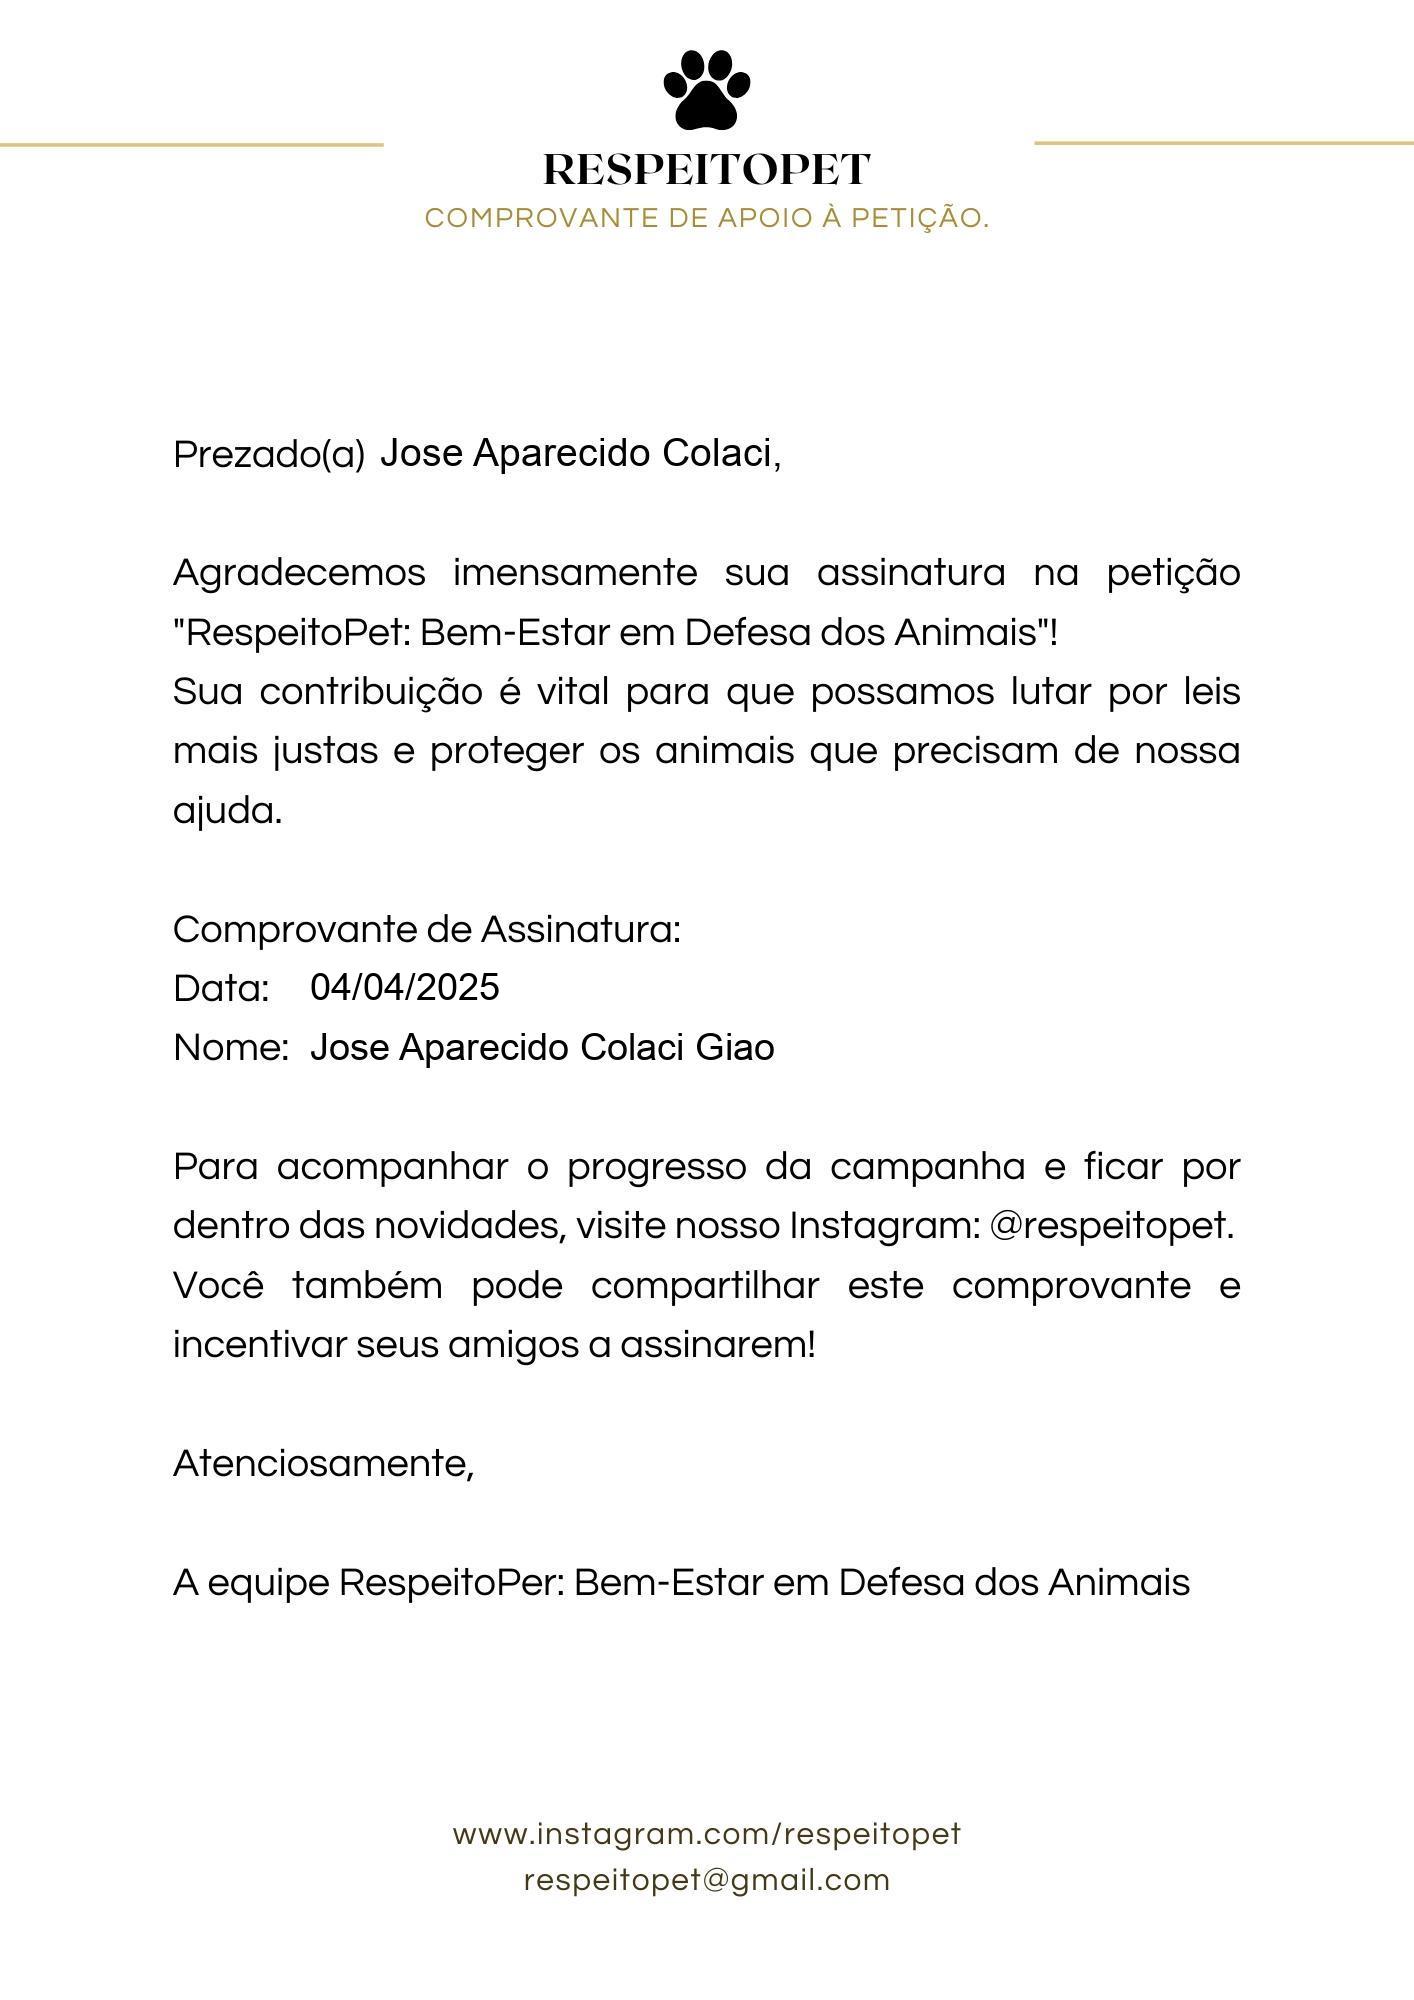 RESPEITOPET
COMPROVANTE DE APOIO À PETIÇÃO.
Prezado(a) Jose Aparecido Colaci,
Agradecemos imensamente sua assinatura na petição
"RespeitoPet: Bem-Estar em Defesa dos Animais"!
Sua contribuição é vital para que possamos lutar por leis
mais justas e proteger os animais que precisam de nossa
ajuda.
Comprovante de Assinatura:
Data: 04/04/2025
Nome: Jose Aparecido Colaci Giao
Para acompanhar o progresso da campanha e ficar por
dentro das novidades, visite nosso Instagram: @respeitopet.
Você também pode compartilhar este comprovante e
incentivar seus amigos a assinarem!
Atenciosamente,
A equipe RespeitoPer: Bem-Estar em Defesa dos Animais
www.instagram.com/respeitopet
respeitopet@gmail.com